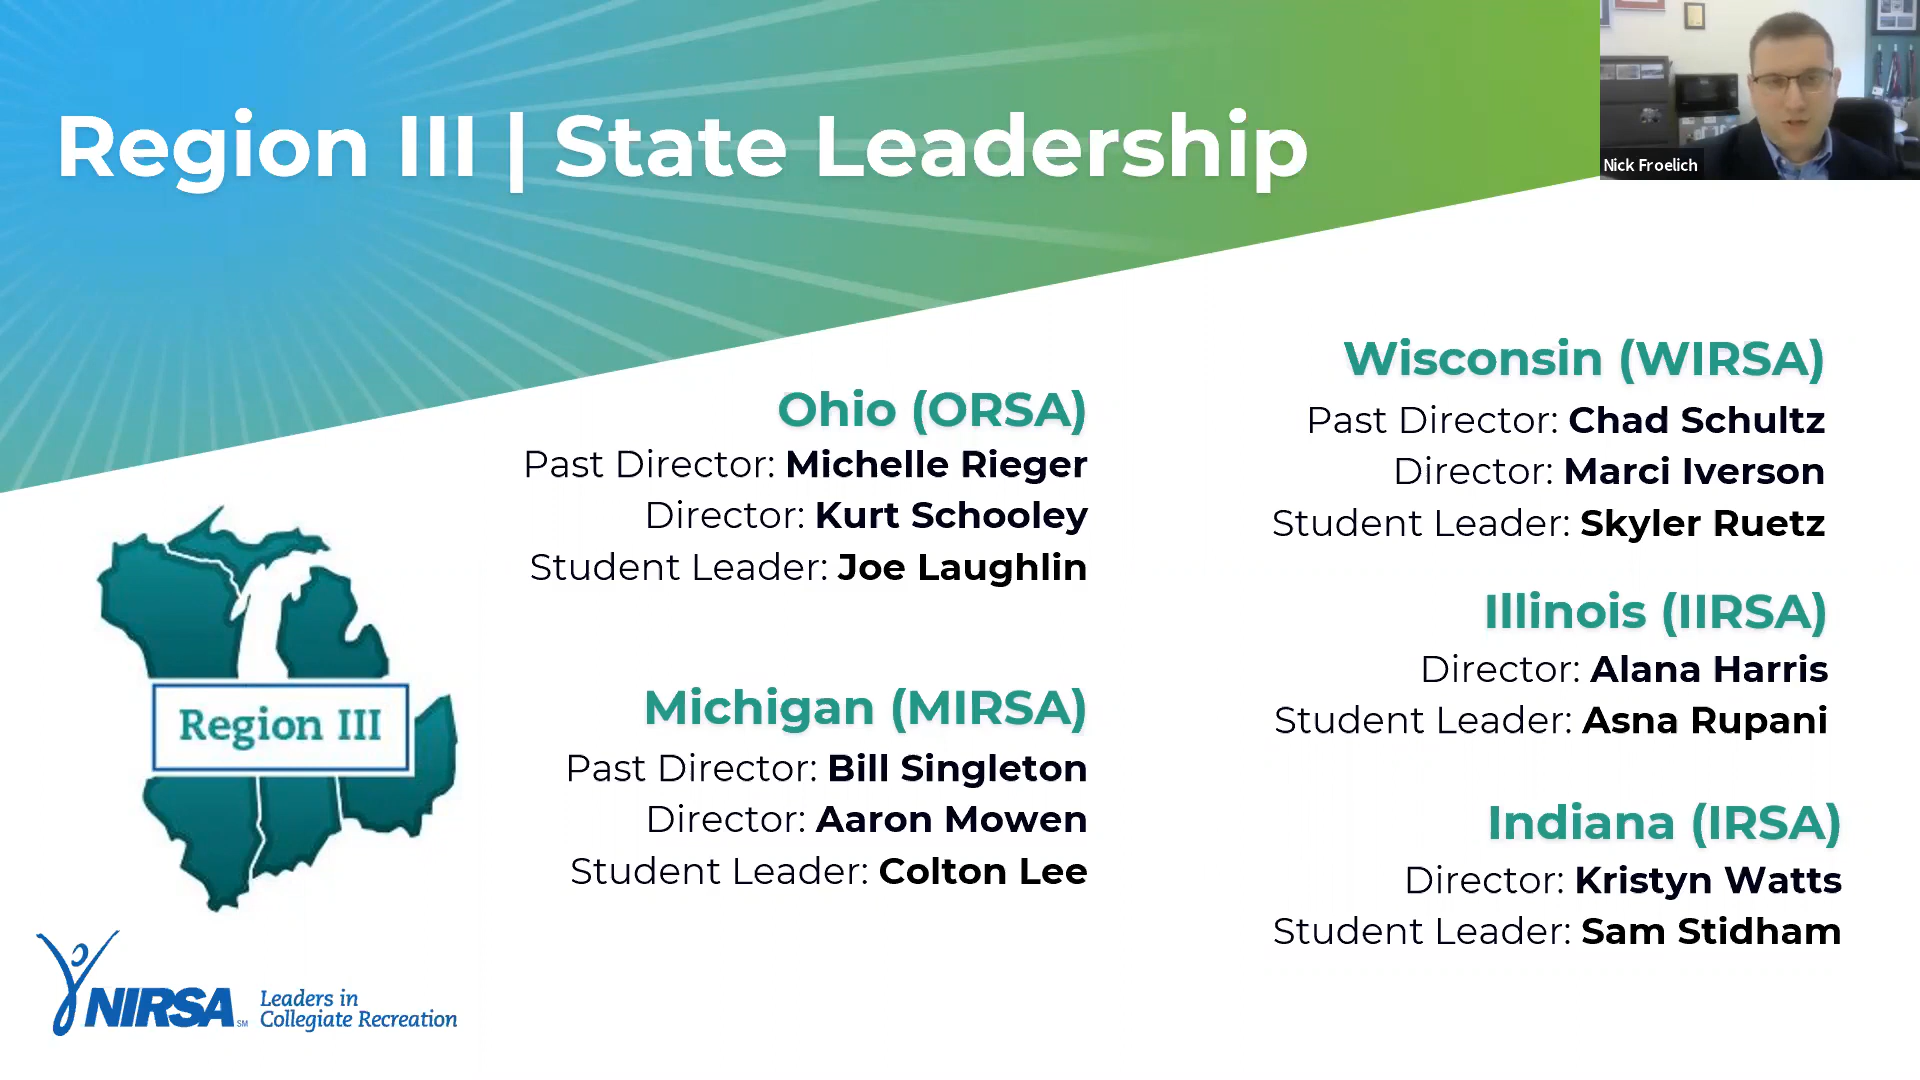 Region III | State Leadership
Nick Froelich
Ohio (ORSA)
Past Director: Michelle Rieger
Director: Kurt Schooley
Student Leader: Joe Laughlin
Michigan (MIRSA)
Past Director: Bill Singleton
Director: Aaron Mowen
Student Leader: Colton Lee
Wisconsin (WIRSA)
Past Director: Chad Schultz
Director: Marci Iverson
Student Leader: Skyler Ruetz
Illinois (IIRSA)
Director: Alana Harris
Student Leader: Asna Rupani
Indiana (IRSA)
Director: Kristyn Watts
Student Leader: Sam Stidham
Region III
NIRSA SM
Leaders in
Collegiate Recreation